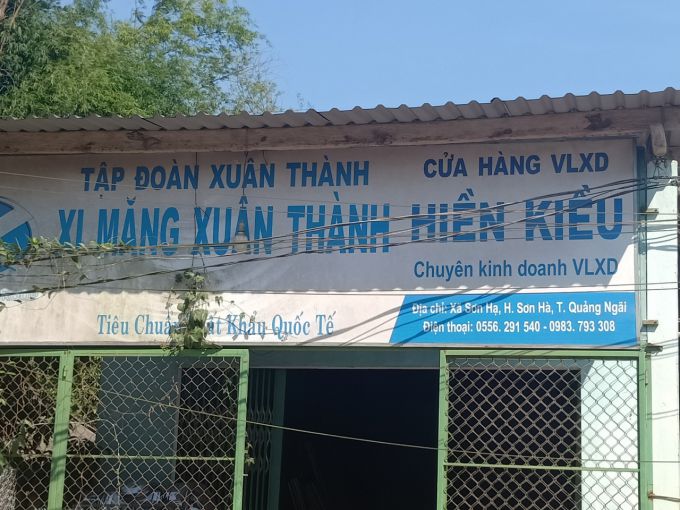 TẬP ĐOÀN XUÂN THÀNH
XI MĂNG XUÂN THÀNH
Tiêu Chuẩn Khẩu Quốc Tế
CỬA HÀNG VLXD
HIỀN KIỀU
Chuyên kinh doanh VLXD
Địa chỉ: Xã Sơn Hạ, H. Sơn Hà, T. Quảng Ngãi
Điện thoại: 0556. 291 540 - 0983. 793 308